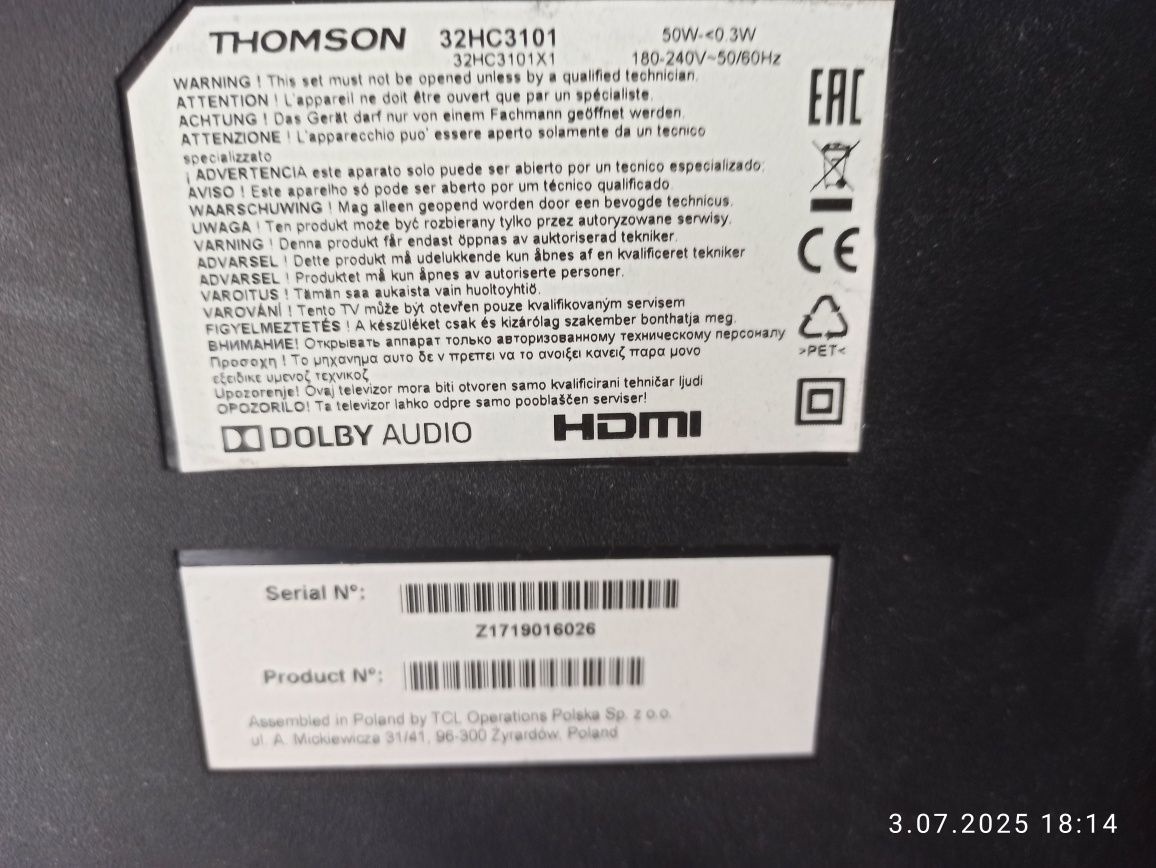 THOMSON 32HC3101 50W-<0.3W
32HC3101X1 180-240V~50/60Hz
WARNING ! This set must not be opened unless by a qualified technician.
ATTENTION ! L'appareil ne doit être ouvert que par un spécialiste.
ACHTUNG ! Das Gerät darf nur von einem Fachmann geöffnet werden.
ATTENZIONE ! L'apparecchio puo' essere aperto solamente da un tecnico
specializzato
¡ ADVERTENCIA este aparato solo puede ser abierto por un tecnico especializado:
AVISO ! Este aparelho só pode ser aberto por um técnico qualificado.
WAARSCHUWING ! Mag alleen geopend worden door een bevogde technicus.
UWAGA ! Ten produkt może być rozbierany tylko przez autoryzowane serwisy.
VARNING ! Denna produkt får endast öppnas av auktoriserad tekniker.
ADVARSEL ! Dette produkt må udelukkende kun åbnes af en kvalificeret tekniker
ADVARSEL ! Produktet må kun åpnes av autoriserte personer.
VAROITUS ! Tämän saa aukaista vain huoltoyhtiö.
VAROVÁNÍ ! Tento TV může být otevřen pouze kvalifikovaným servisem
FIGYELMEZTETÉS ! A készüléket csak és kizárólag szakember bonthatja meg.
ВНИМАНИЕ! Открывать аппарат только авторизованному техническому персоналу
Προσοχη ! Το μηχανημα αυτο δε ν πρεπει να το ανοιξει κανεις παρα μονο
εξειδικε υμενος τεχνικος
Upozorenje! Ovaj televizor mora biti otvoren samo kvalificirani tehničar ljudi
OPOZORILO! Ta televizor lahko odpre samo pooblaščen serviser!
DOLBY AUDIO HDMI
EAC
CE
>PET<
Serial Nº:
Z1719016026
Product Nº:
Assembled in Poland by TCL Operations Polska Sp. z o.o.
ul. A. Mickiewicza 31/41, 96-300 Żyrardów, Poland
3.07.2025 18:14